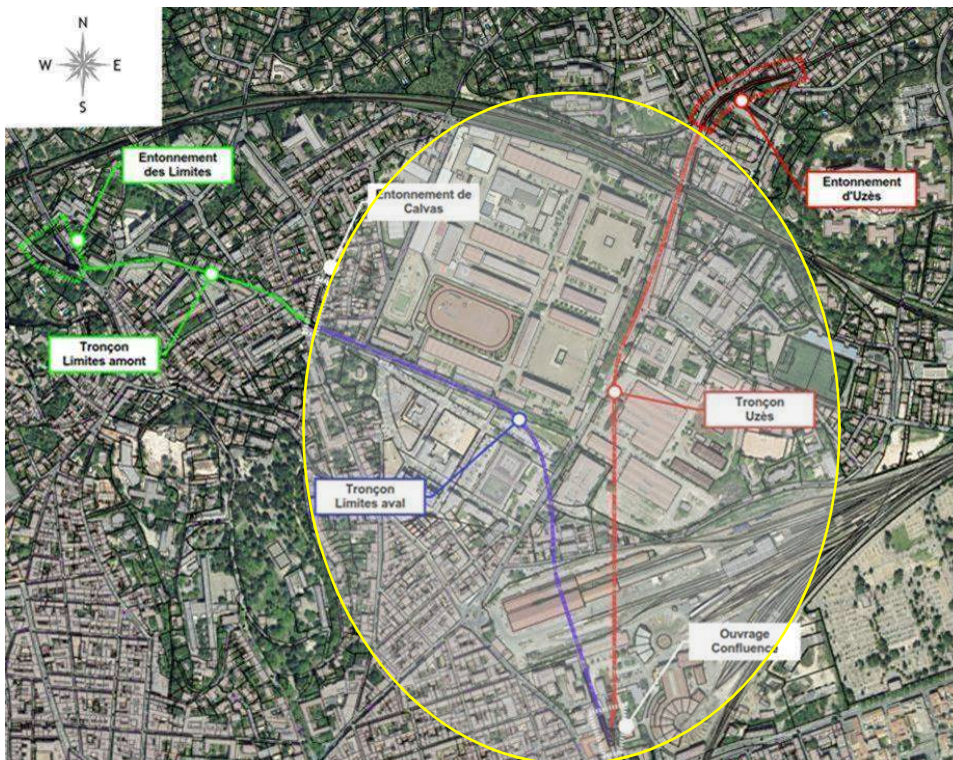 N
W E
S
Entonnement
des Limites
Entonnement de
Calvas
Entonnement
d'Uzès
Tronçon
Limites amont
Tronçon
Uzès
Tronçon
Limites aval
Ouvrage
Confluence